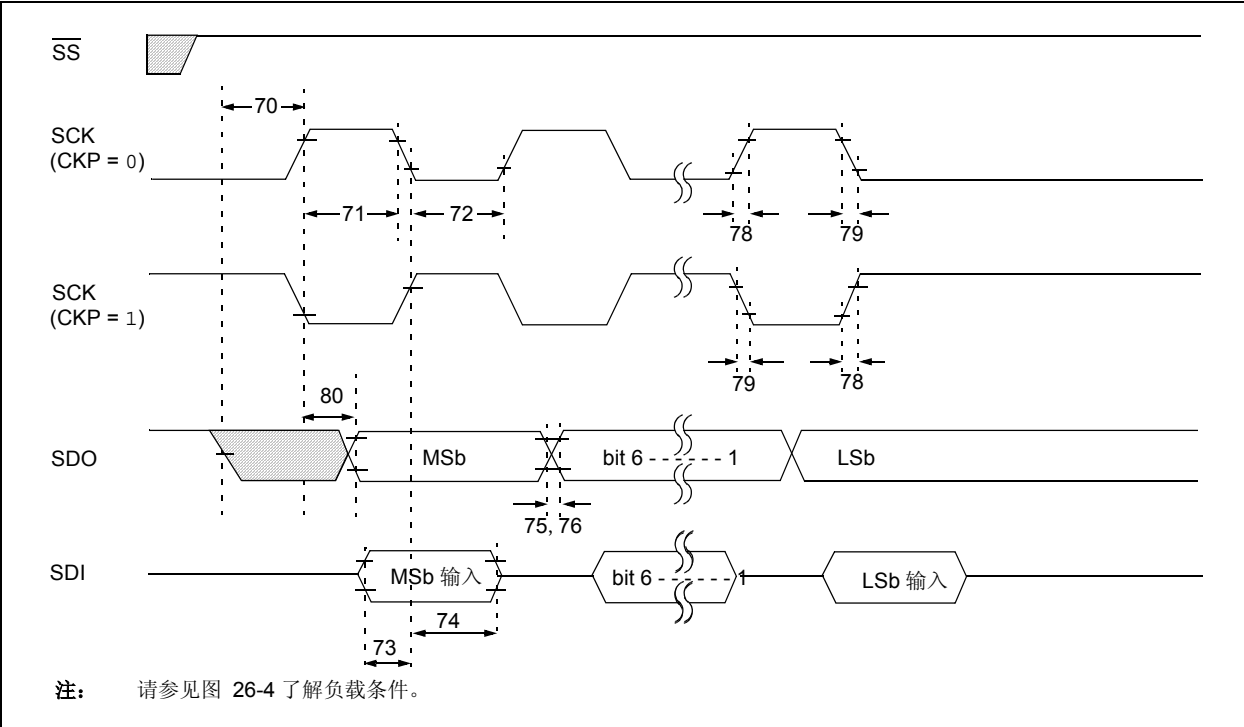 SS
70
SCK
(CKP = 0)
71
72
78
79
SCK
(CKP = 1)
79
78
80
SDO
MSb
bit 6 - - - - - - 1
LSb
75, 76
SDI
MSb 输入
bit 6 - - - - - - 1
LSb 输入
74
73
注： 请参见图 26-4 了解负载条件。